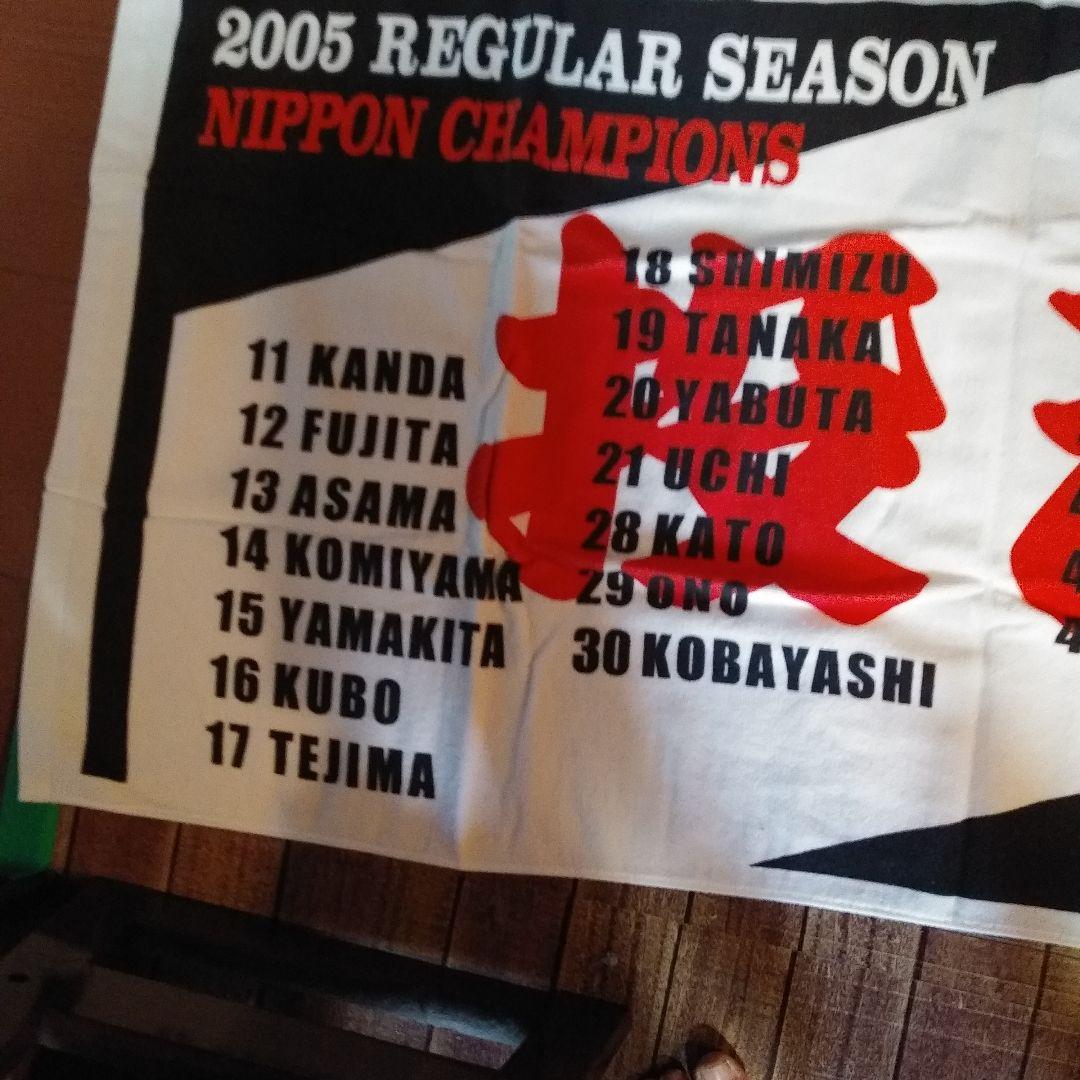 2005 REGULAR SEASON
NIPPON CHAMPIONS
11 KANDA
12 FUJITA
13 ASAMA
14 KOMIYAMA
15 YAMAKITA
16 KUBO
17 TEJIMA
18 SHIMIZU
19 TANAKA
20 YABUTA
21 UCHI
28 KATO
29 ONO
30 KOBAYASHI